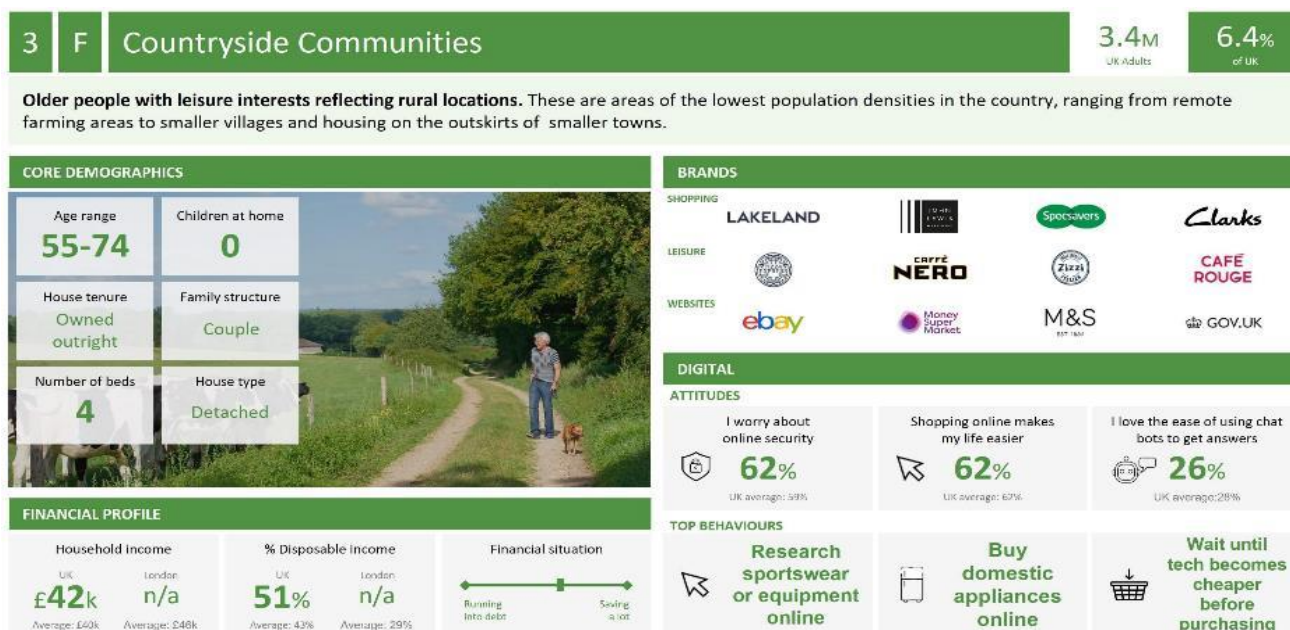 3 F Countryside Communities
3.4M
UK Adults
6.4%
of UK
Older people with leisure interests reflecting rural locations. These are areas of the lowest population densities in the country, ranging from remote
farming areas to smaller villages and housing on the outskirts of smaller towns.
CORE DEMOGRAPHICS
Age range
55-74
Children at home
0
House tenure
Owned
outright
Family structure
Couple
Number of beds
4
House type
Detached
FINANCIAL PROFILE
Household income
UK
£42k
Average: £40k
London
n/a
Average: £46k
% Disposable Income
UK
51%
Average: 43%
London
n/a
Average: 29%
Financial situation
Running
into debt
Saving
a lot
BRANDS
SHOPPING
LAKELAND
JOHN
LEWIS
Specsavers
Clarks
LEISURE
CAFFÈ
NERO
Zizzi
CAFÉ
ROUGE
WEBSITES
ebay
Money
Super
Market
M&S
EST. 1884
GOV.UK
DIGITAL
ATTITUDES
I worry about
online security
62%
UK average: 59%
Shopping online makes
my life easier
62%
UK average: 62%
I love the ease of using chat
bots to get answers
26%
UK average:28%
TOP BEHAVIOURS
Research
sportswear
or equipment
online
Buy
domestic
appliances
online
Wait until
tech becomes
cheaper
before
purchasing